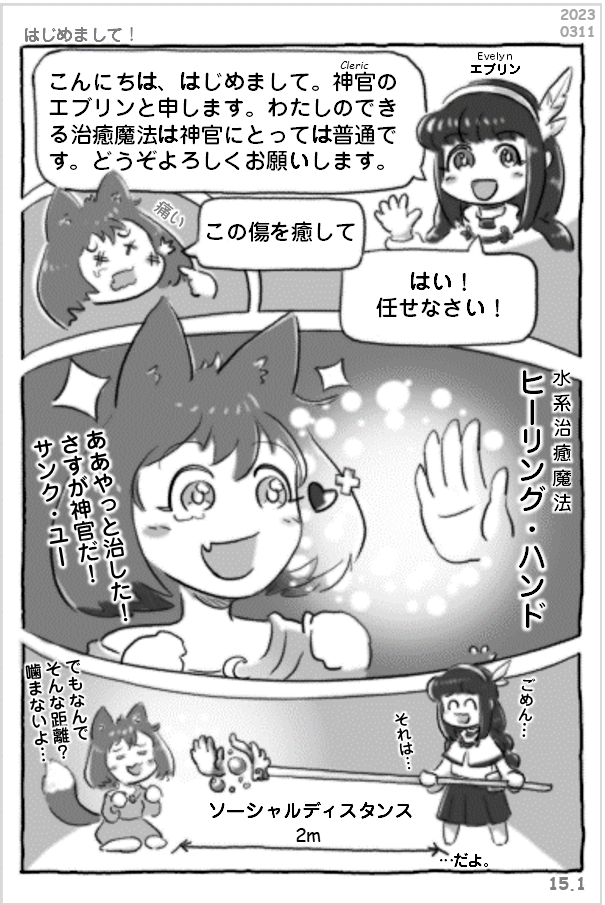 はじめまして！
2023
0311
Evelyn
エブリン
Cleric
こんにちは、はじめまして。神官の
エブリンと申します。わたしのでき
る治癒魔法は神官にとっては普通で
す。どうぞよろしくお願いします。
痛い
この傷を癒して
はい！
任せなさい！
水系治癒魔法
ヒーリング・ハンド
ああやっと治した！
さすが神官だ！
サンク・ユー
ごめん…
それは…
でもなんで
そんな距離？
噛まないよ…
ソーシャルディスタンス
2m
…だよ。
15.1